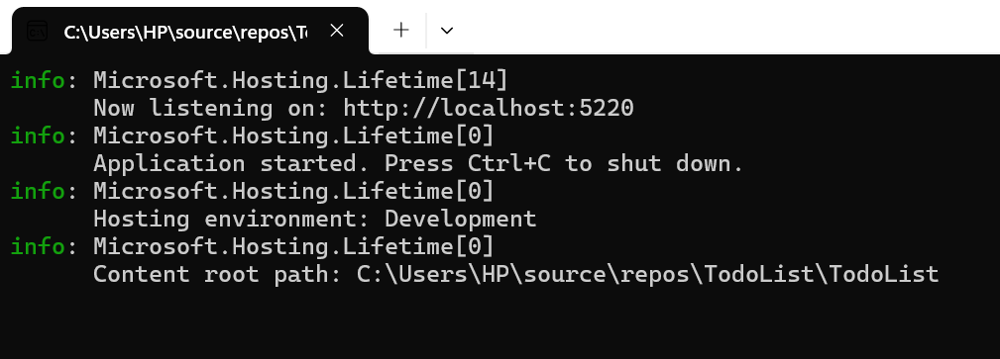 C:\Users\HP\source\repos\T
info: Microsoft.Hosting.Lifetime[14]
Now listening on: http://localhost:5220
info: Microsoft.Hosting.Lifetime[0]
Application started. Press Ctrl+C to shut down.
info: Microsoft.Hosting.Lifetime[0]
Hosting environment: Development
info: Microsoft.Hosting.Lifetime[0]
Content root path: C:\Users\HP\source\repos\TodoList\TodoList